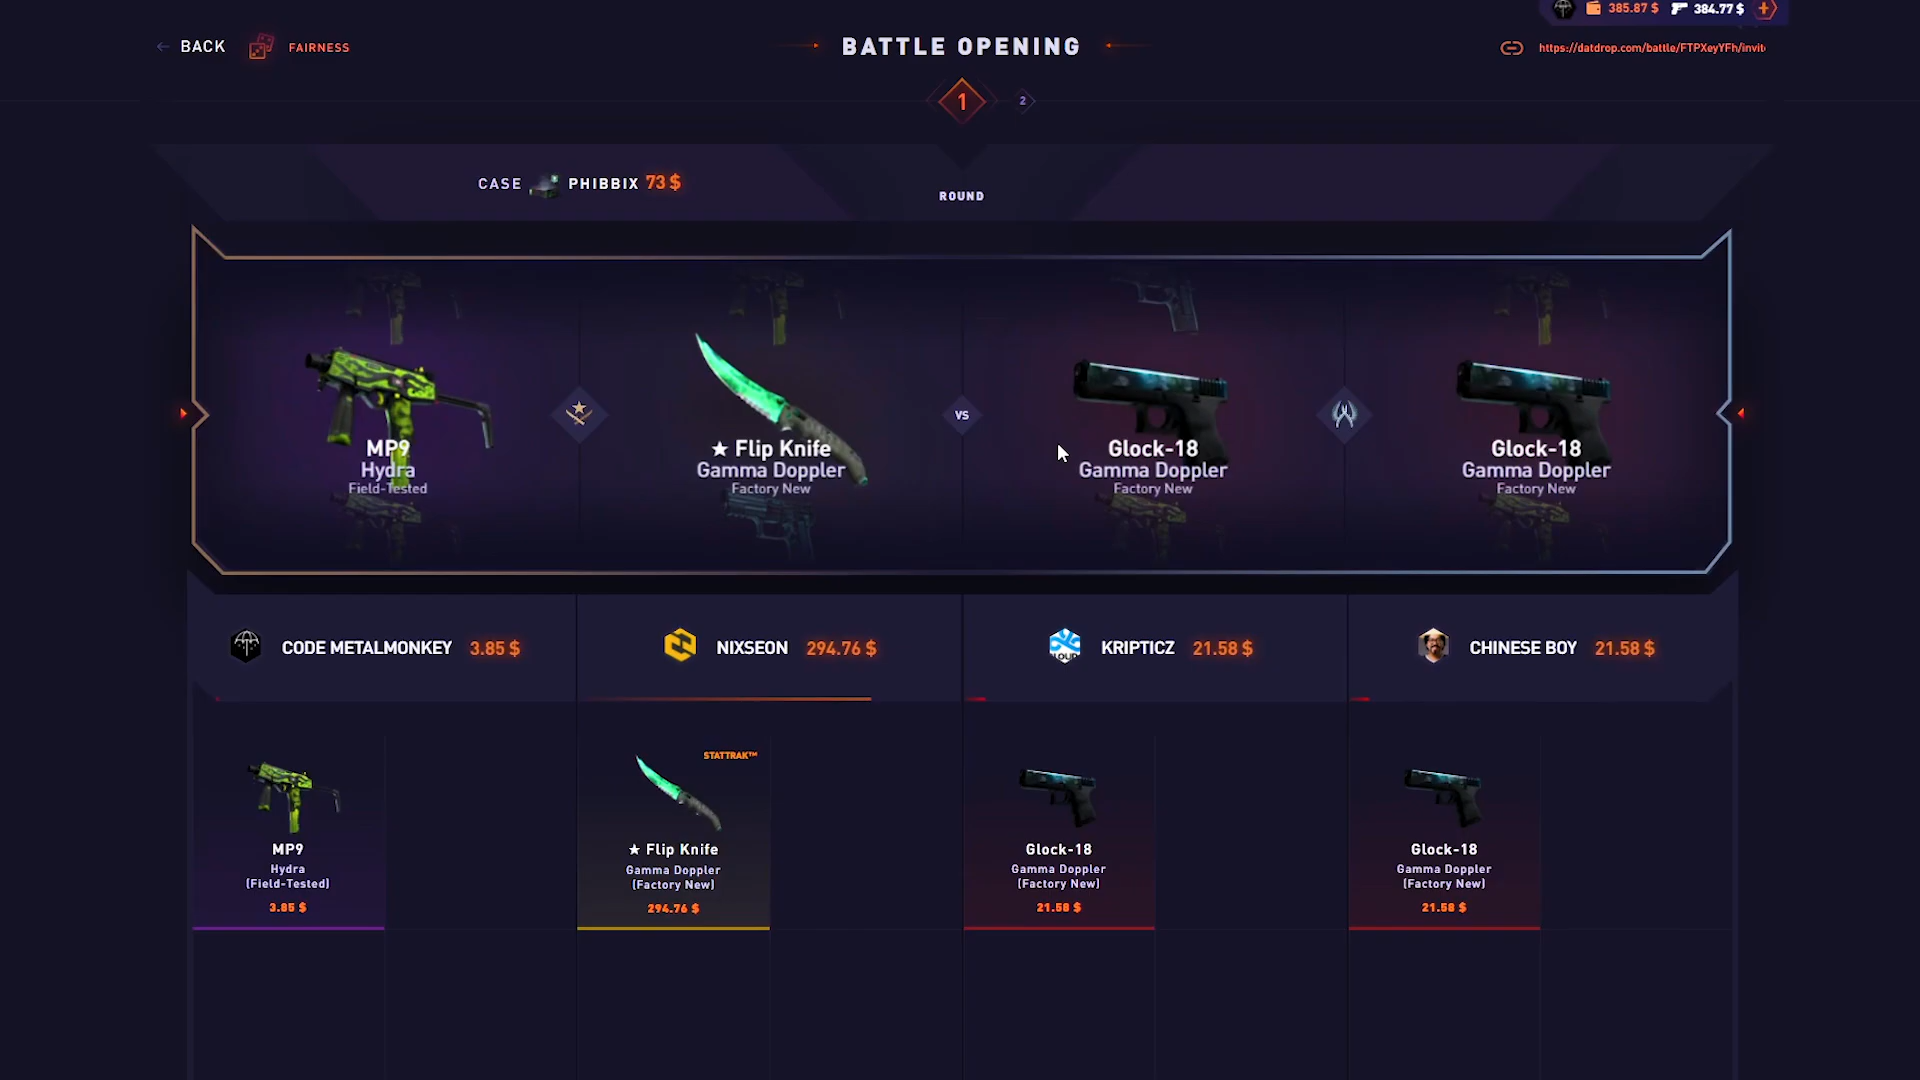 385.87 $ 384.77 $
← BACK FAIRNESS
BATTLE OPENING
https://datdrop.com/battle/FTPXeyYFh/invit
1 2
CASE PHIBBIX 73 $
ROUND
MP9
Hydra
Field-Tested
★ Flip Knife
Gamma Doppler
Factory New
VS
Glock-18
Gamma Doppler
Factory New
Glock-18
Gamma Doppler
Factory New
CODE METALMONKEY 3.85 $
NIXSEON 294.76 $
KRIPTICZ 21.58 $
CHINESE BOY 21.58 $
MP9
Hydra
(Field-Tested)
3.85 $
STATTRAK™
★ Flip Knife
Gamma Doppler
(Factory New)
294.76 $
Glock-18
Gamma Doppler
(Factory New)
21.58 $
Glock-18
Gamma Doppler
(Factory New)
21.58 $